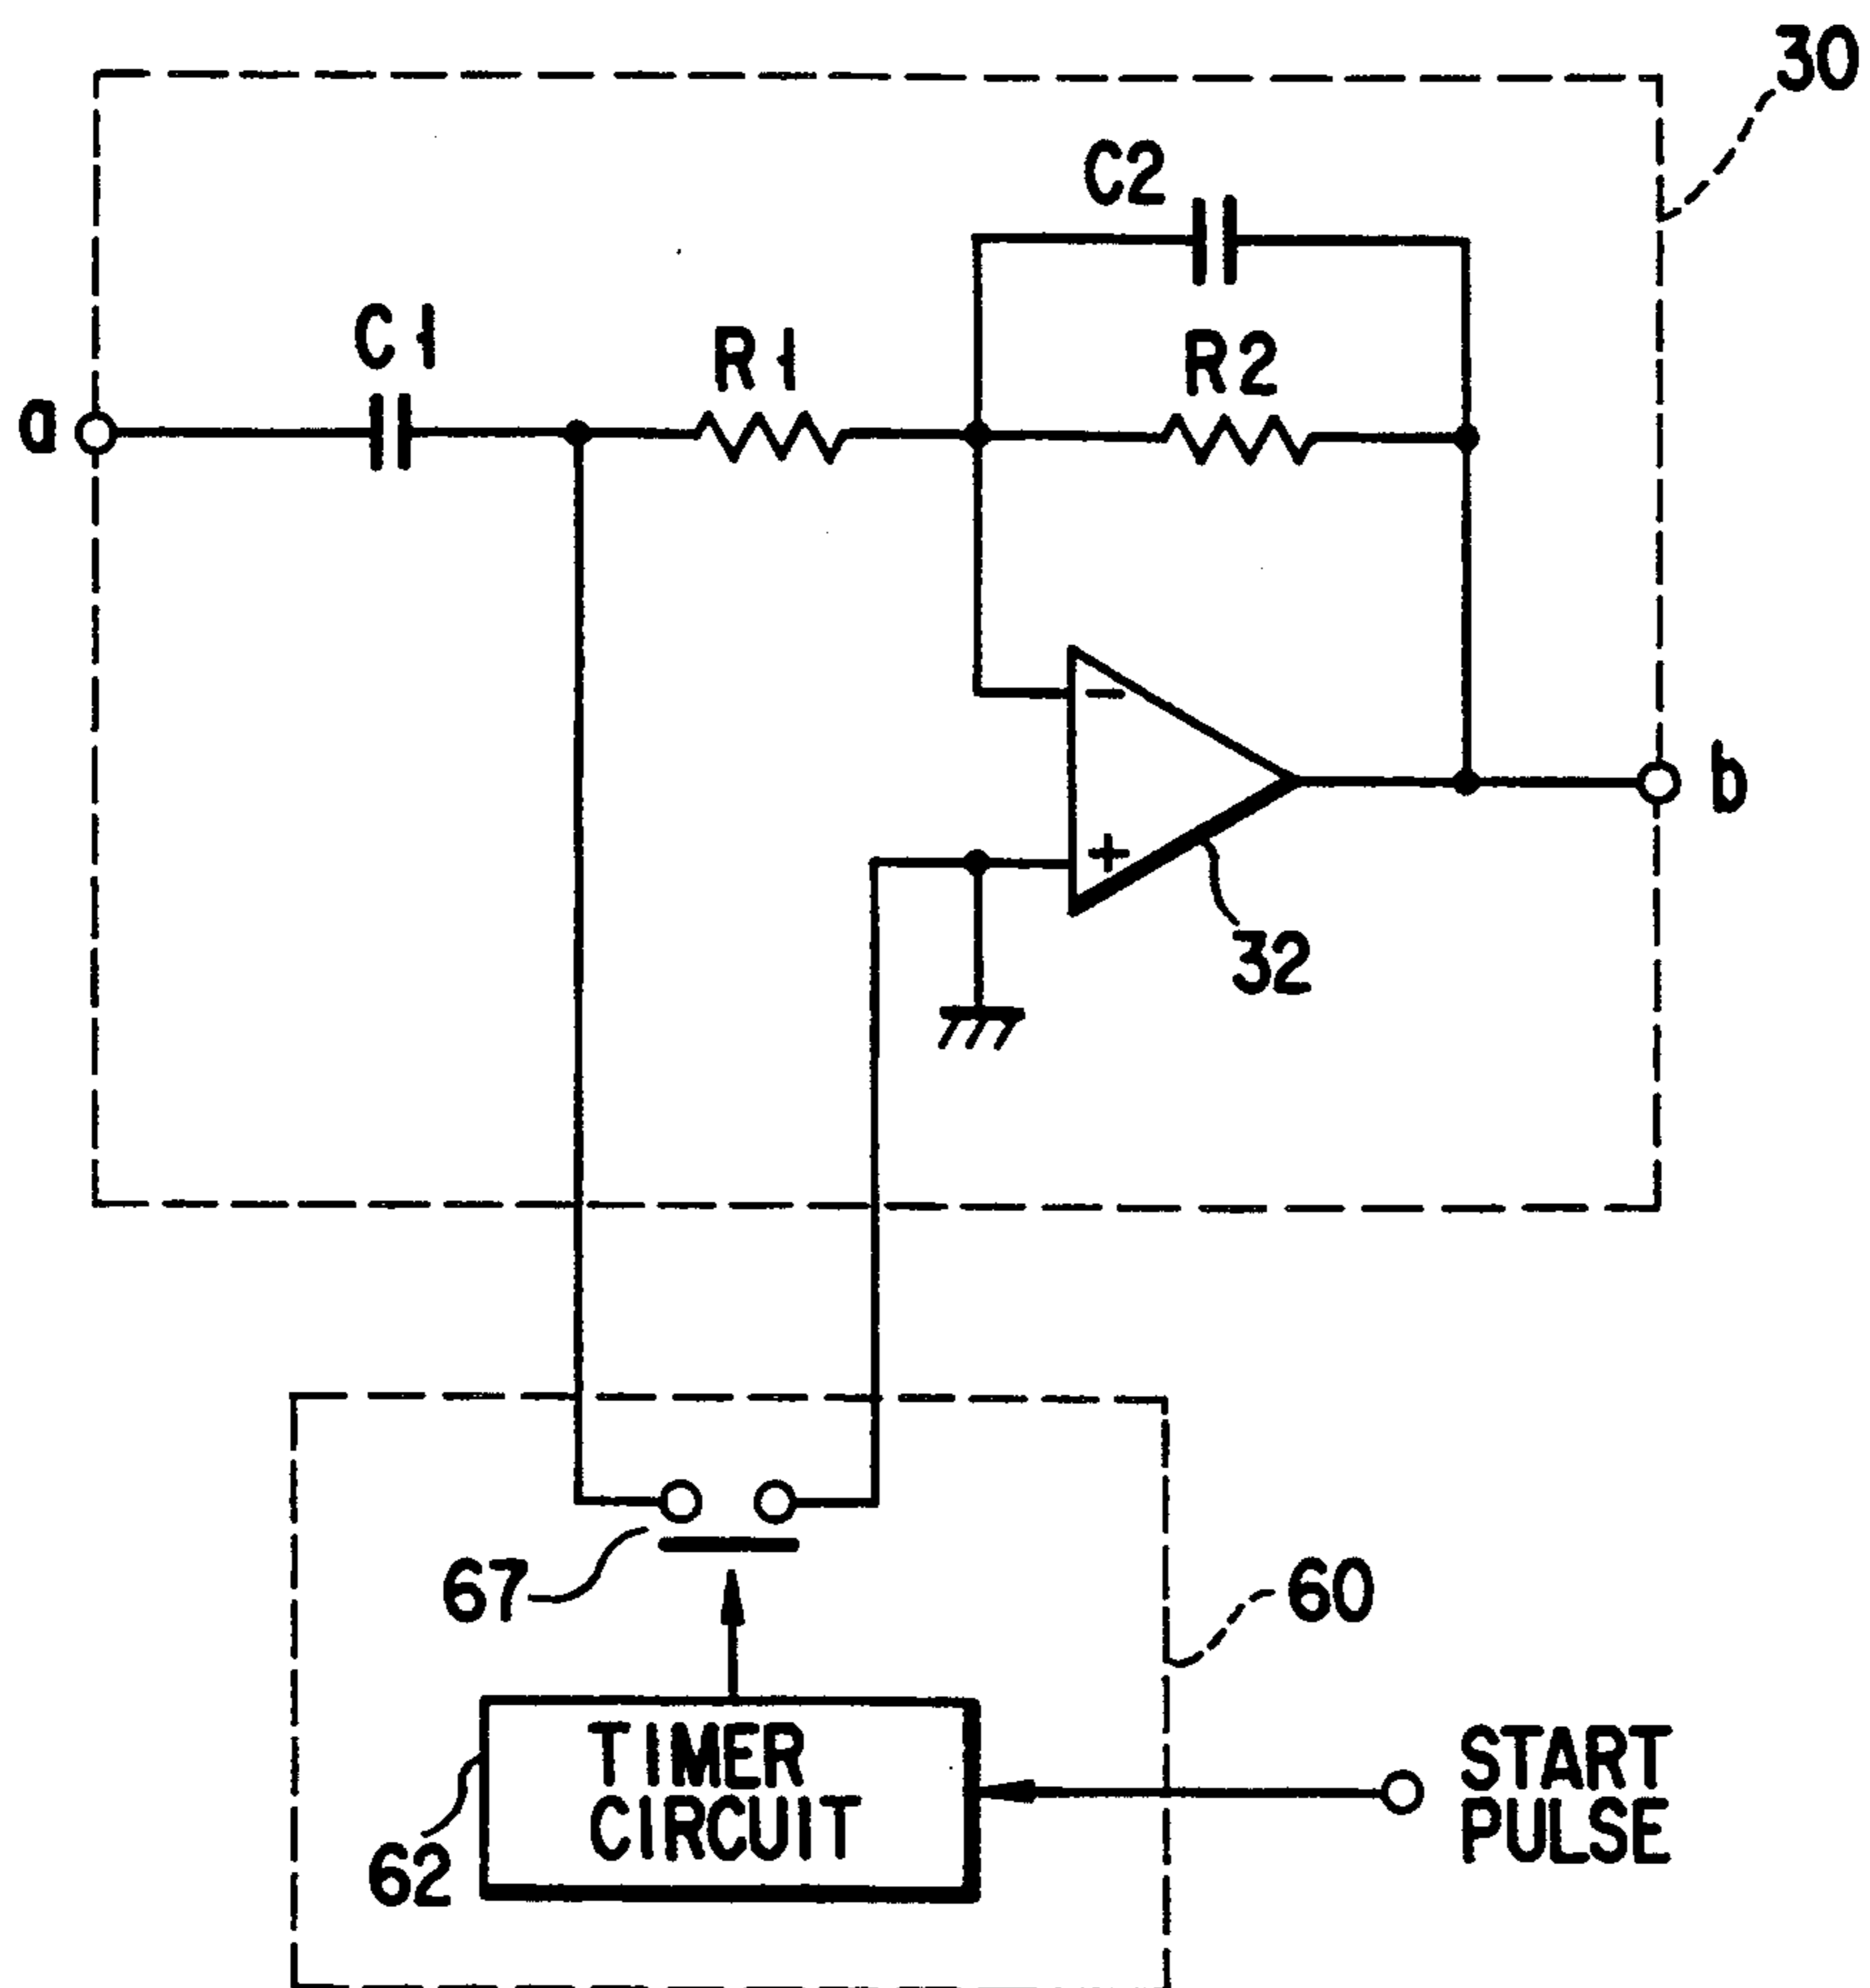 30
C2
C1
R1
R2
a
−
b
+
32
67
60
TIMER
CIRCUIT
START
PULSE
62